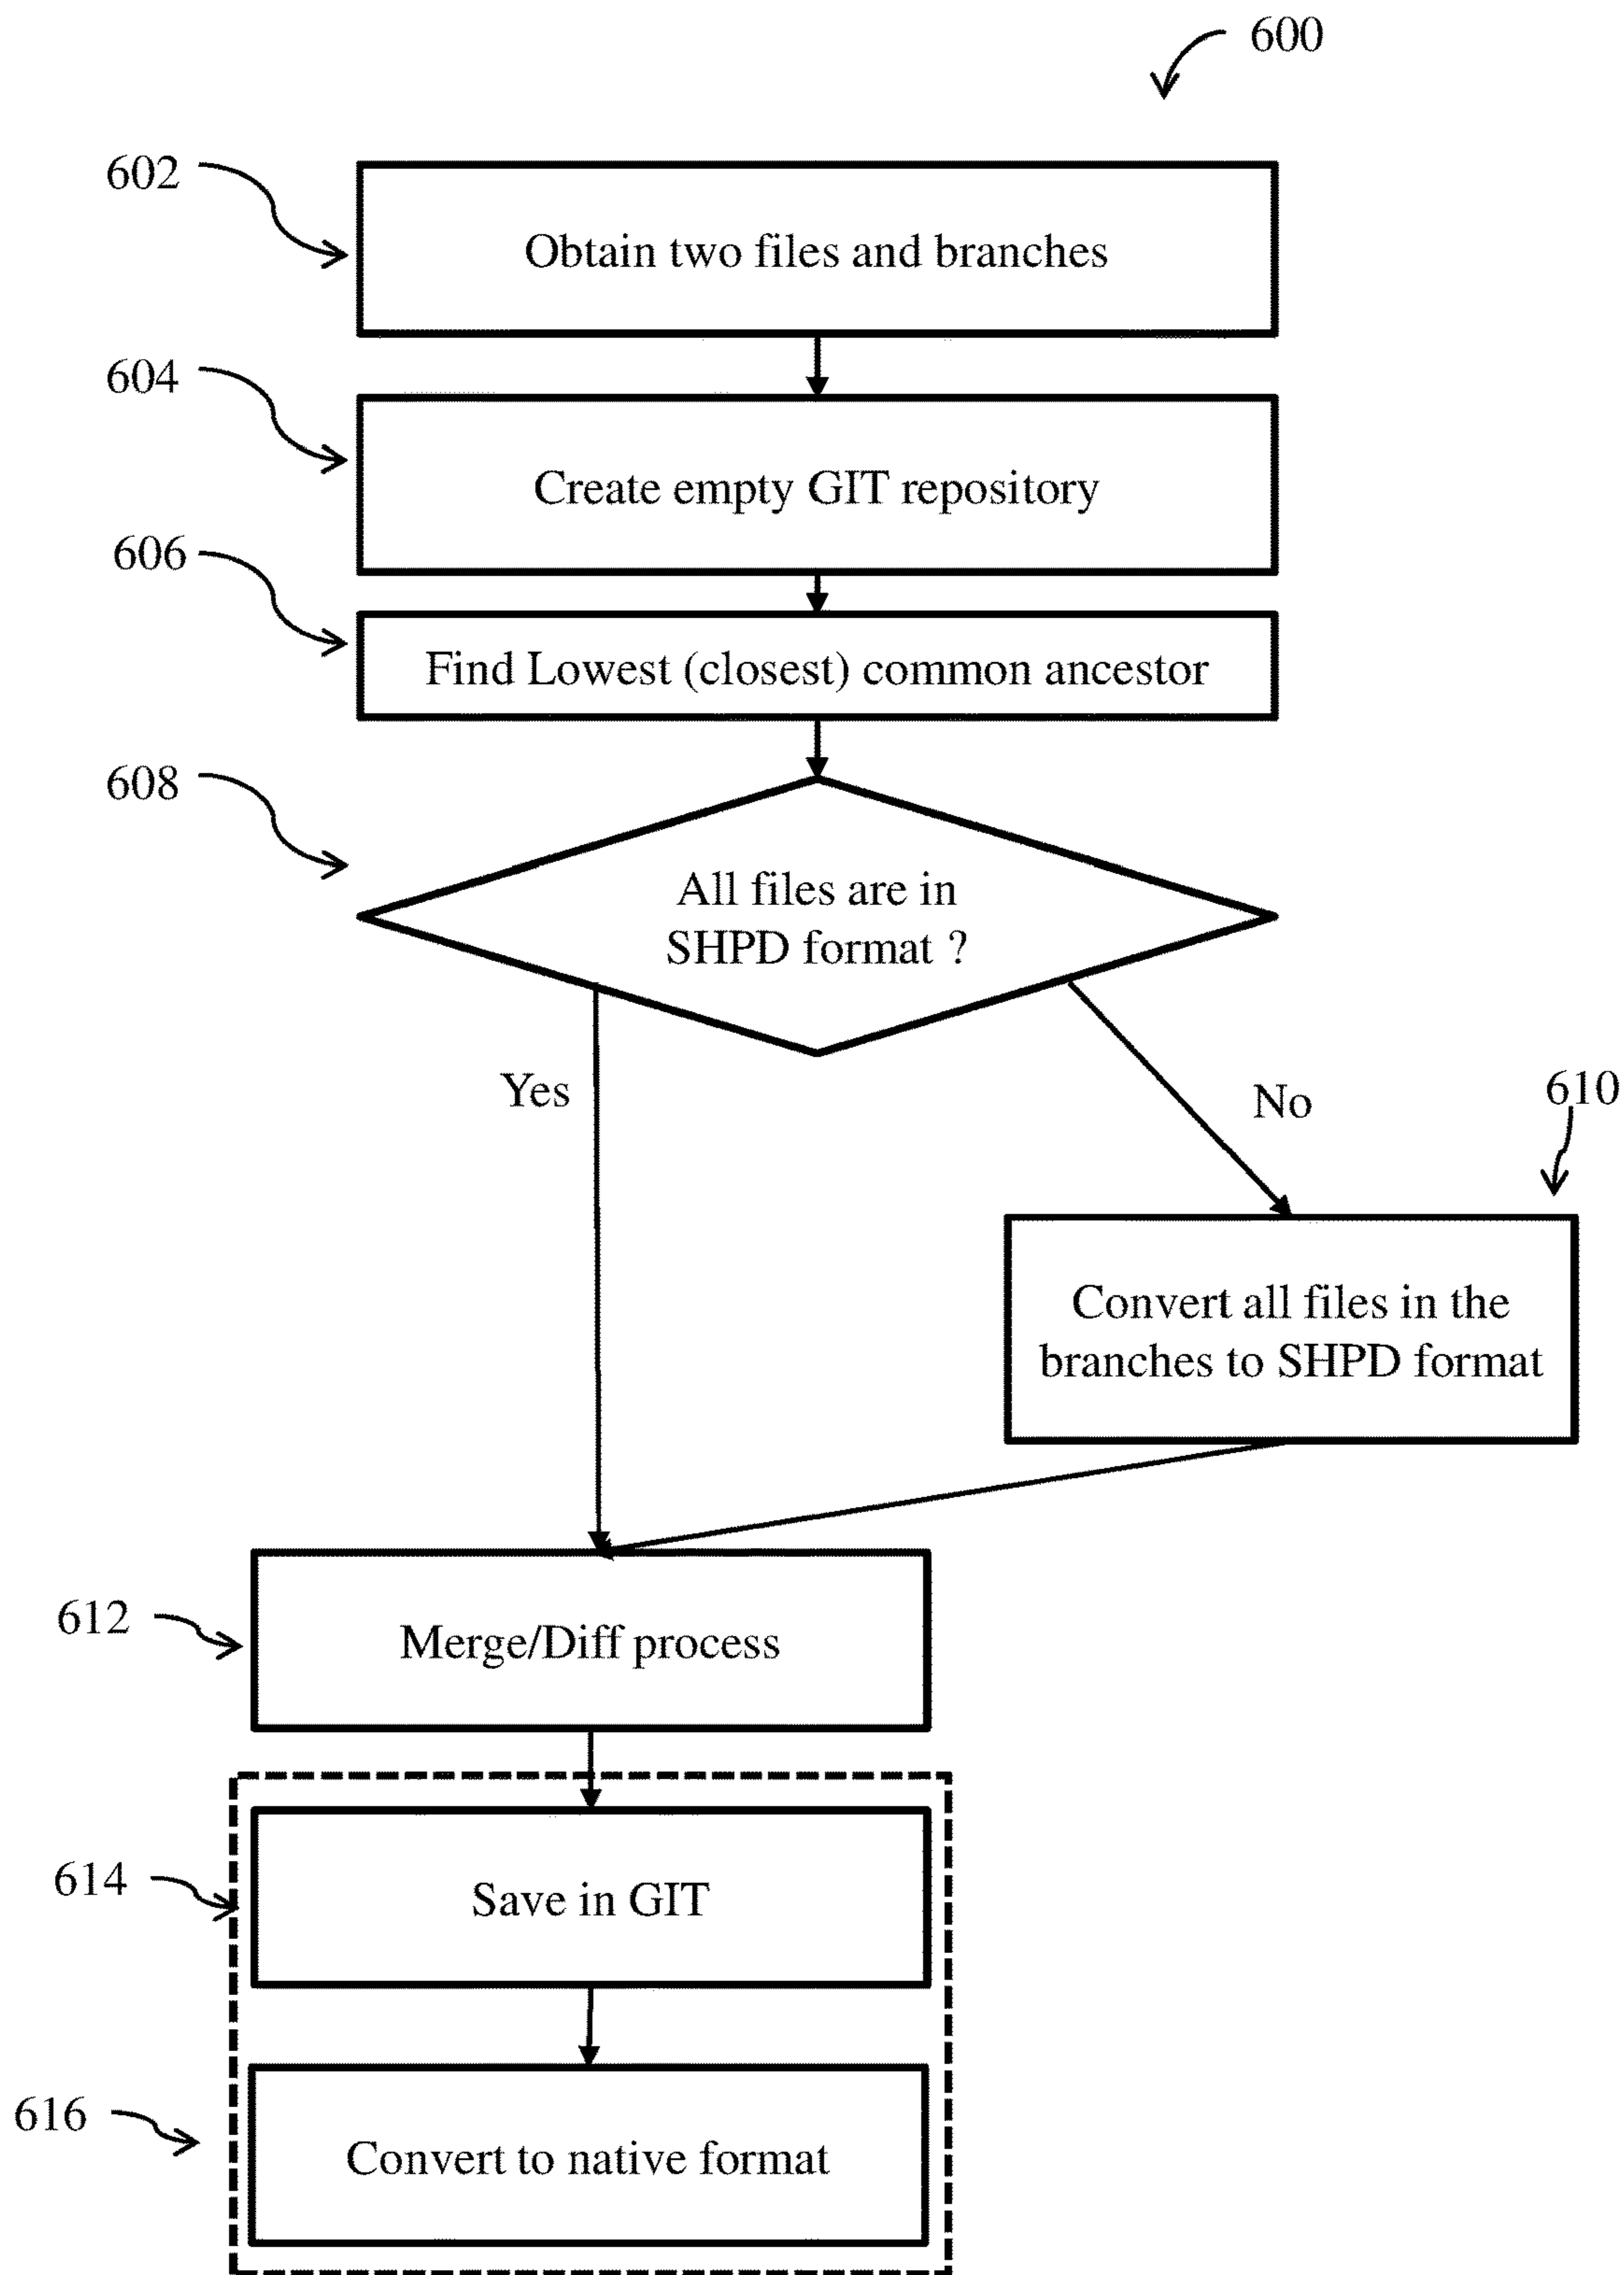 600
602
Obtain two files and branches
604
Create empty GIT repository
606
Find Lowest (closest) common ancestor
608
All files are in
SHPD format ?
Yes
No
610
Convert all files in the
branches to SHPD format
612
Merge/Diff process
614
Save in GIT
616
Convert to native format